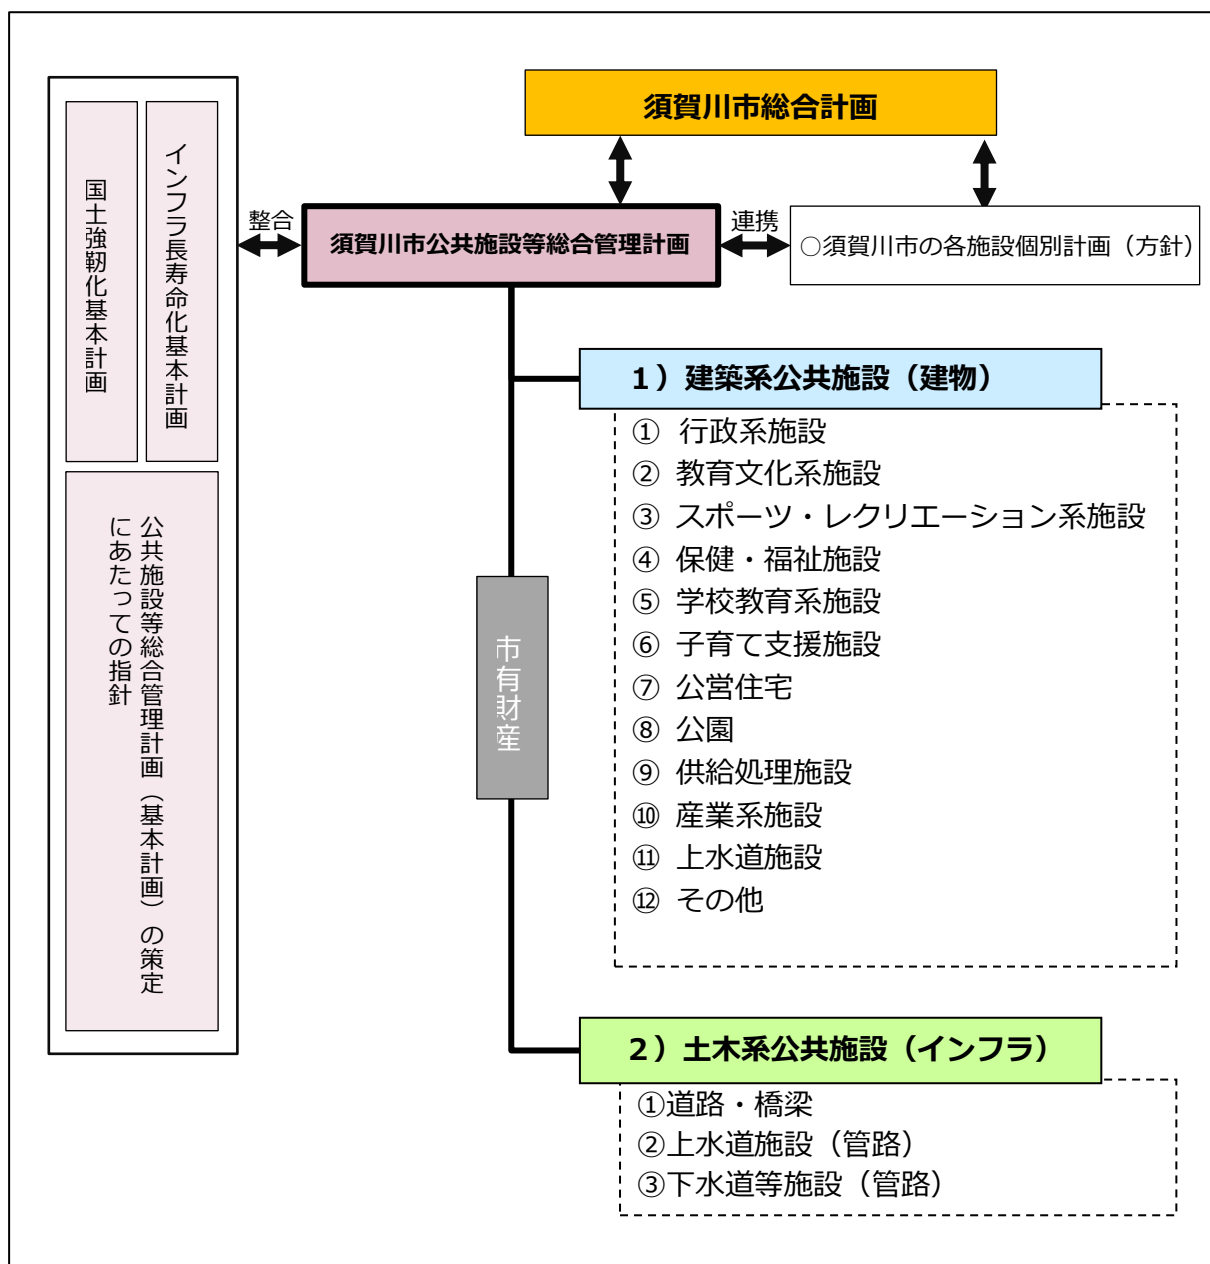 須賀川市総合計画
インフラ長寿命化基本計画
国土強靭化基本計画
公共施設等総合管理計画（基本計画）の策定
にあたっての指針
整合
須賀川市公共施設等総合管理計画
連携
○須賀川市の各施設個別計画（方針）
市有財産
１）建築系公共施設（建物）
① 行政系施設
② 教育文化系施設
③ スポーツ・レクリエーション系施設
④ 保健・福祉施設
⑤ 学校教育系施設
⑥ 子育て支援施設
⑦ 公営住宅
⑧ 公園
⑨ 供給処理施設
⑩ 産業系施設
⑪ 上水道施設
⑫ その他
２）土木系公共施設（インフラ）
①道路・橋梁
②上水道施設（管路）
③下水道等施設（管路）